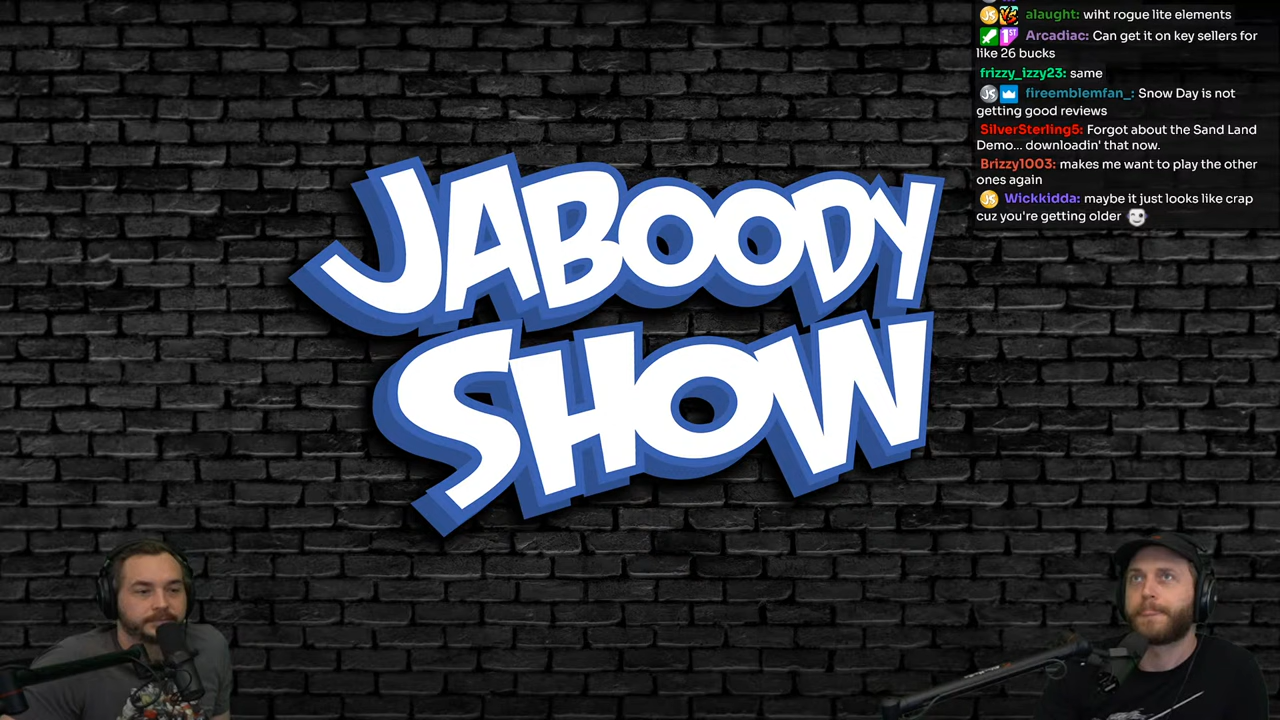 alaught: wiht rogue lite elements
Arcadiac: Can get it on key sellers for
like 26 bucks
frizzy_izzy23: same
fireemblemfan_: Snow Day is not
getting good reviews
SilverSterling5: Forgot about the Sand Land
Demo... downloadin' that now.
Brizzy1003: makes me want to play the other
ones again
Wickkidda: maybe it just looks like crap
cuz you're getting older
JABOODY
SHOW